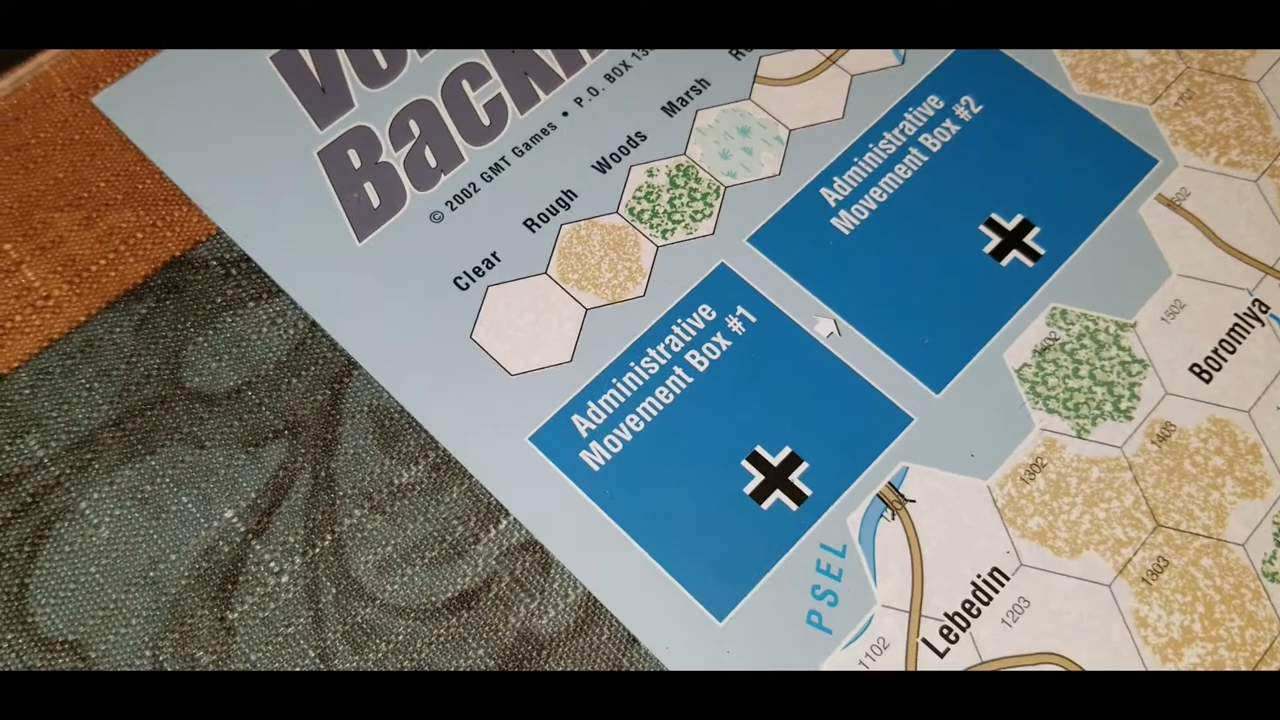 © 2002 GMT Games • P.O. BOX
Clear
Rough
Woods
Marsh
Administrative
Movement Box #1
Administrative
Movement Box #2
1701
1502
Boromlya
1302
1403
1303
PSEL
Lebedin
1203
1102